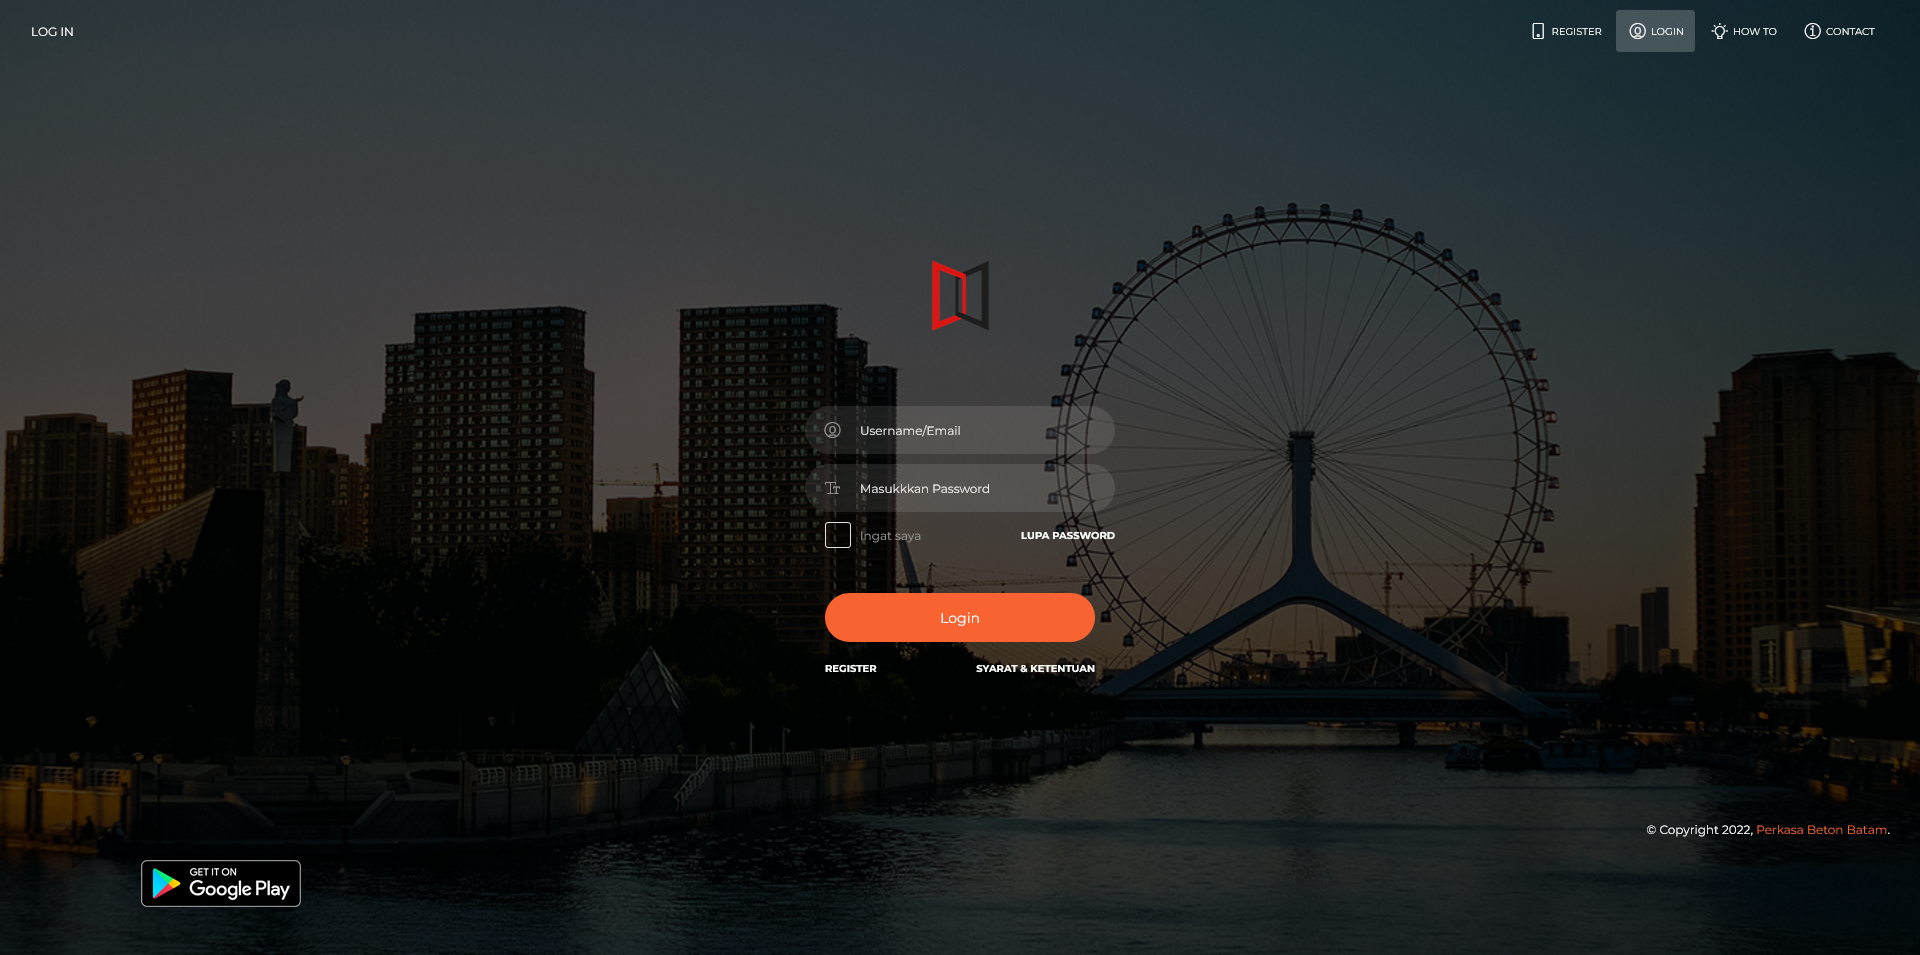 LOG IN
REGISTER
LOGIN
HOW TO
CONTACT
Username/Email
Masukkkan Password
Ingat saya
LUPA PASSWORD
Login
REGISTER
SYARAT & KETENTUAN
© Copyright 2022, Perkasa Beton Batam.
GET IT ON
Google Play